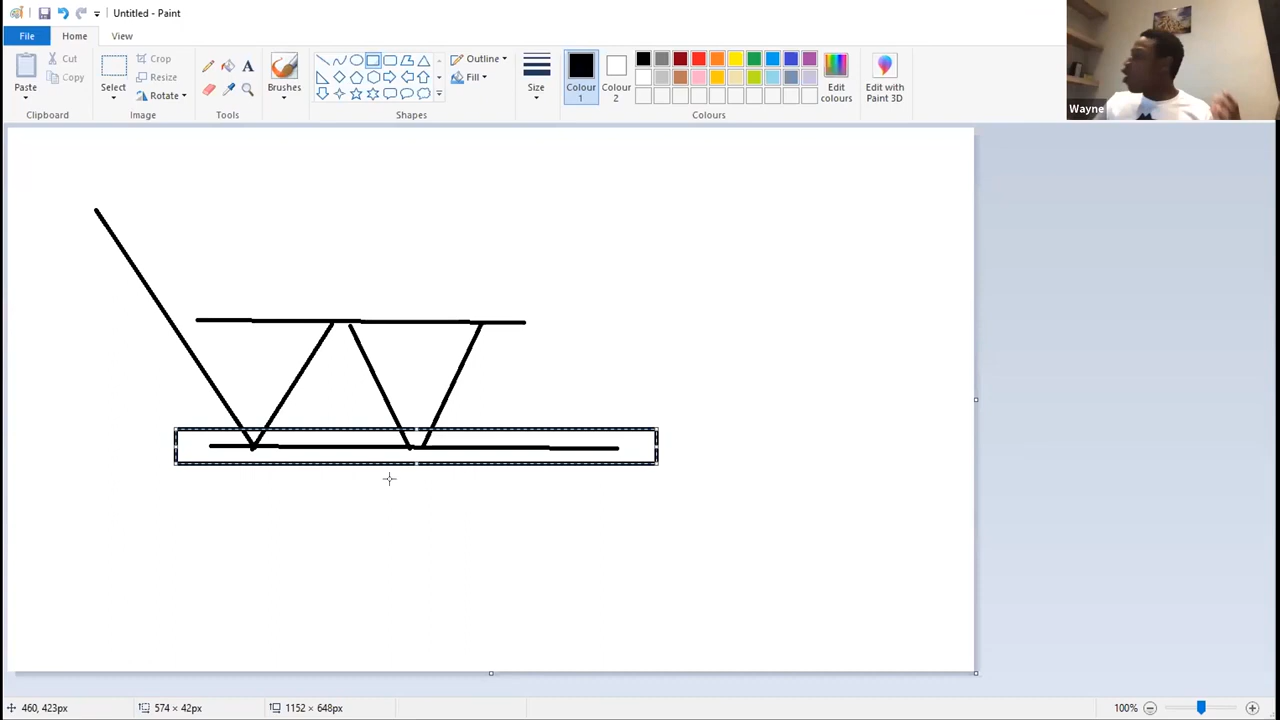 Untitled - Paint
File
Home
View
Paste
Cut
Copy
Clipboard
Select
Crop
Resize
Rotate
Image
A
Tools
Brushes
Outline
Fill
Shapes
Size
Colour 1
Colour 2
Edit colours
Colours
Edit with Paint 3D
Wayne
460, 423px
574 × 42px
1152 × 648px
100%